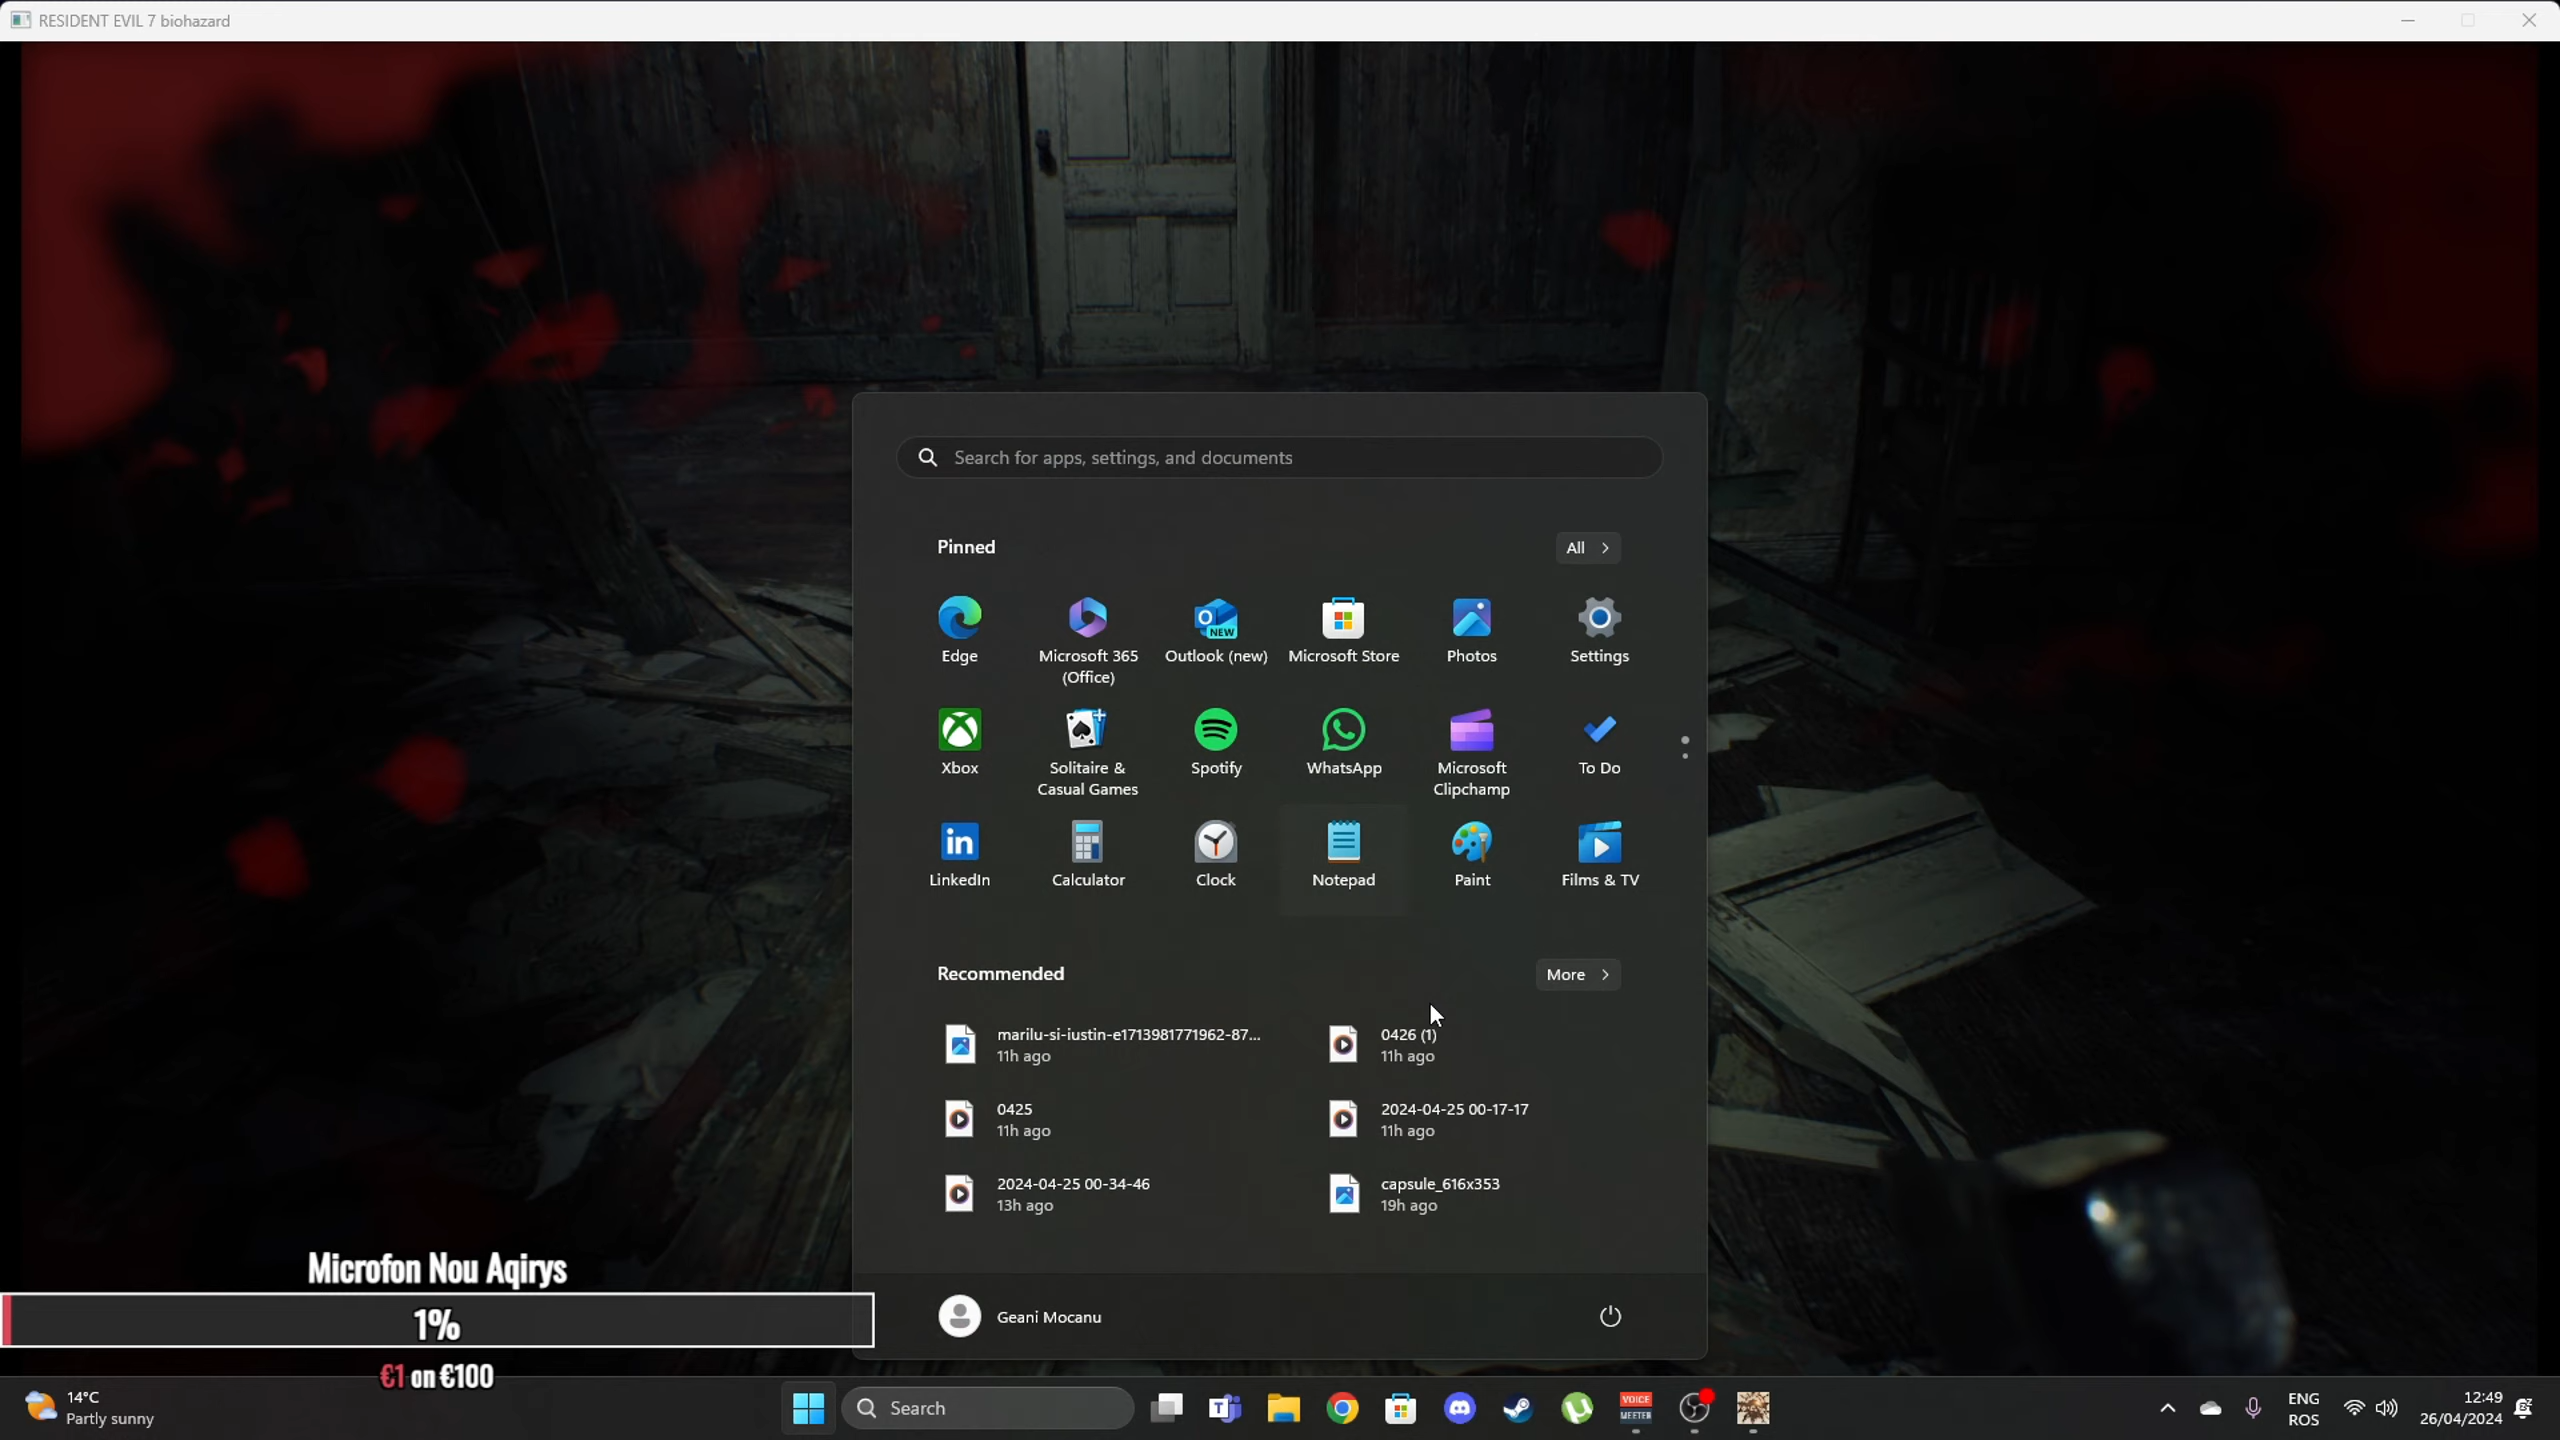 RESIDENT EVIL 7 biohazard
Search for apps, settings, and documents
Pinned
All
Edge
Microsoft 365
(Office)
Outlook (new)
NEW
Microsoft Store
Photos
Settings
Xbox
Solitaire &
Casual Games
Spotify
WhatsApp
Microsoft
Clipchamp
To Do
in
LinkedIn
Calculator
Clock
Notepad
Paint
Films & TV
Recommended
More
marilu-si-iustin-e1713981771962-87...
11h ago
0426 (1)
11h ago
0425
11h ago
2024-04-25 00-17-17
11h ago
2024-04-25 00-34-46
13h ago
capsule_616x353
19h ago
Microfon Nou Aqirys
1%
€1 on €100
Geani Mocanu
14°C
Partly sunny
Search
VOICE
MEETER
ENG
ROS
12:49
26/04/2024